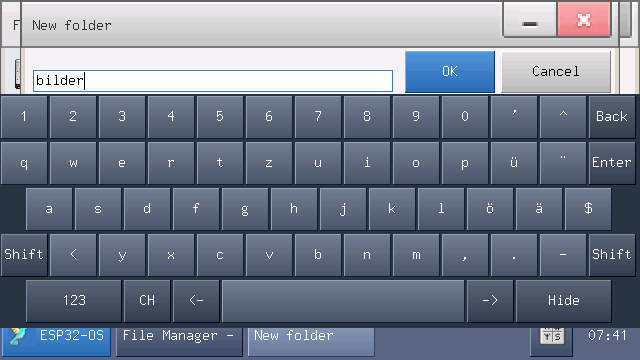 F
New folder
bilder
OK
Cancel
1 2 3 4 5 6 7 8 9 0 ’ ^ Back
q w e r t z u i o p ü ¨ Enter
a s d f g h j k l ö ä $
Shift < y x c v b n m , . - Shift
123 CH <- -> Hide
ESP32-OS File Manager - New folder 07:41